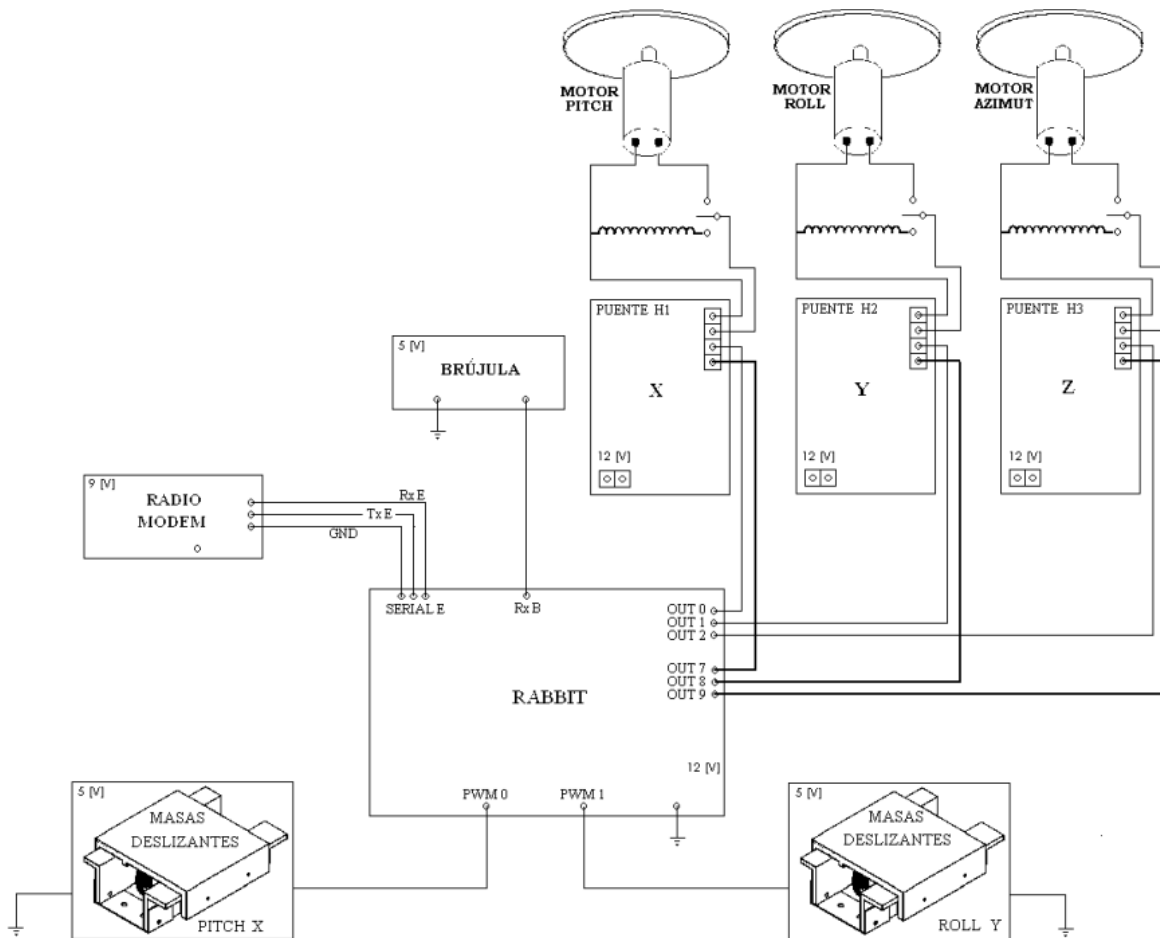 MOTOR
PITCH
MOTOR
ROLL
MOTOR
AZIMUT
PUENTE H1
X
12 [V]
PUENTE H2
Y
12 [V]
PUENTE H3
Z
12 [V]
5 [V]
BRÚJULA
9 [V]
RADIO
MODEM
Rx E
Tx E
GND
SERIAL E
Rx B
OUT 0
OUT 1
OUT 2
OUT 7
OUT 8
OUT 9
RABBIT
12 [V]
PWM 0
PWM 1
5 [V]
MASAS
DESLIZANTES
PITCH X
5 [V]
MASAS
DESLIZANTES
ROLL Y